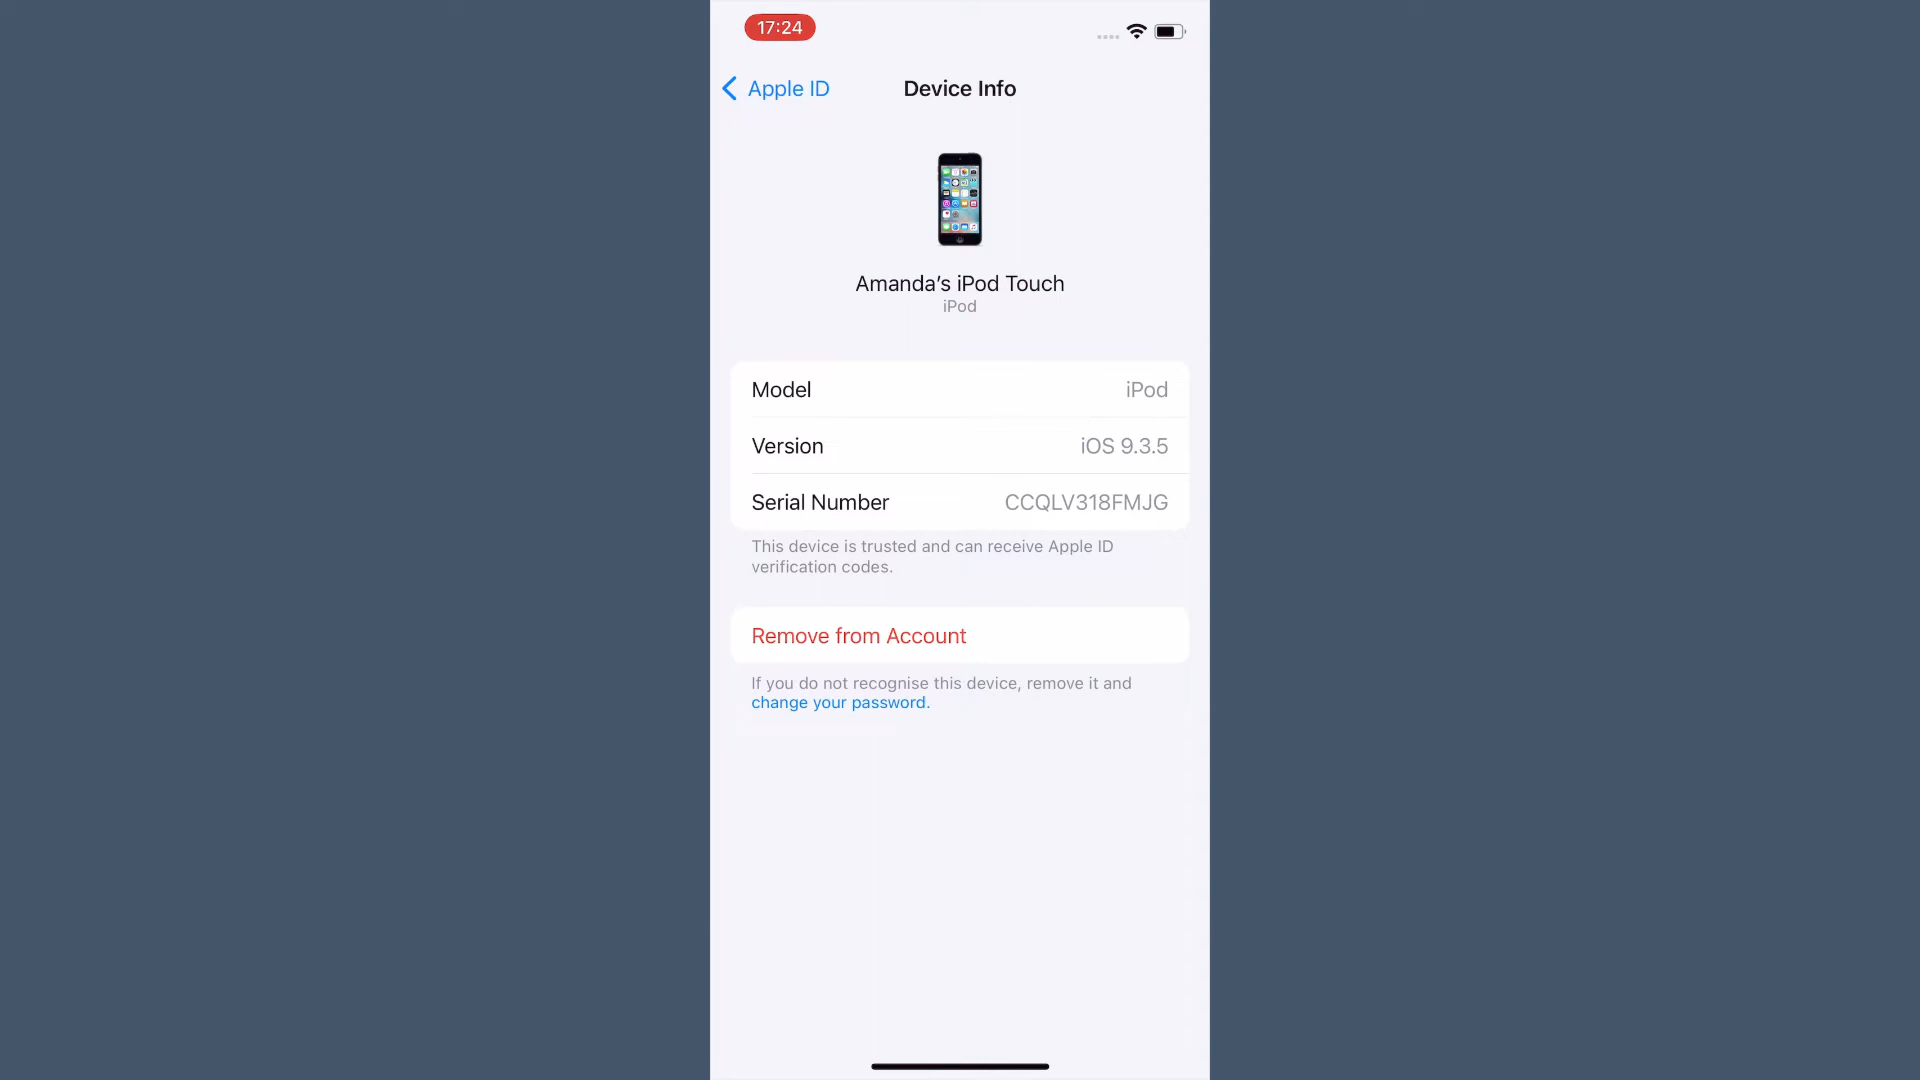 17:24
Apple ID
Device Info
Amanda’s iPod Touch
iPod
Model iPod
Version iOS 9.3.5
Serial Number CCQLV318FMJG
This device is trusted and can receive Apple ID
verification codes.
Remove from Account
If you do not recognise this device, remove it and
change your password.